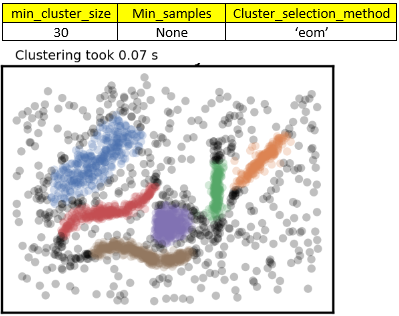 min_cluster_size Min_samples Cluster_selection_method
30 None ‘eom’
Clustering took 0.07 s